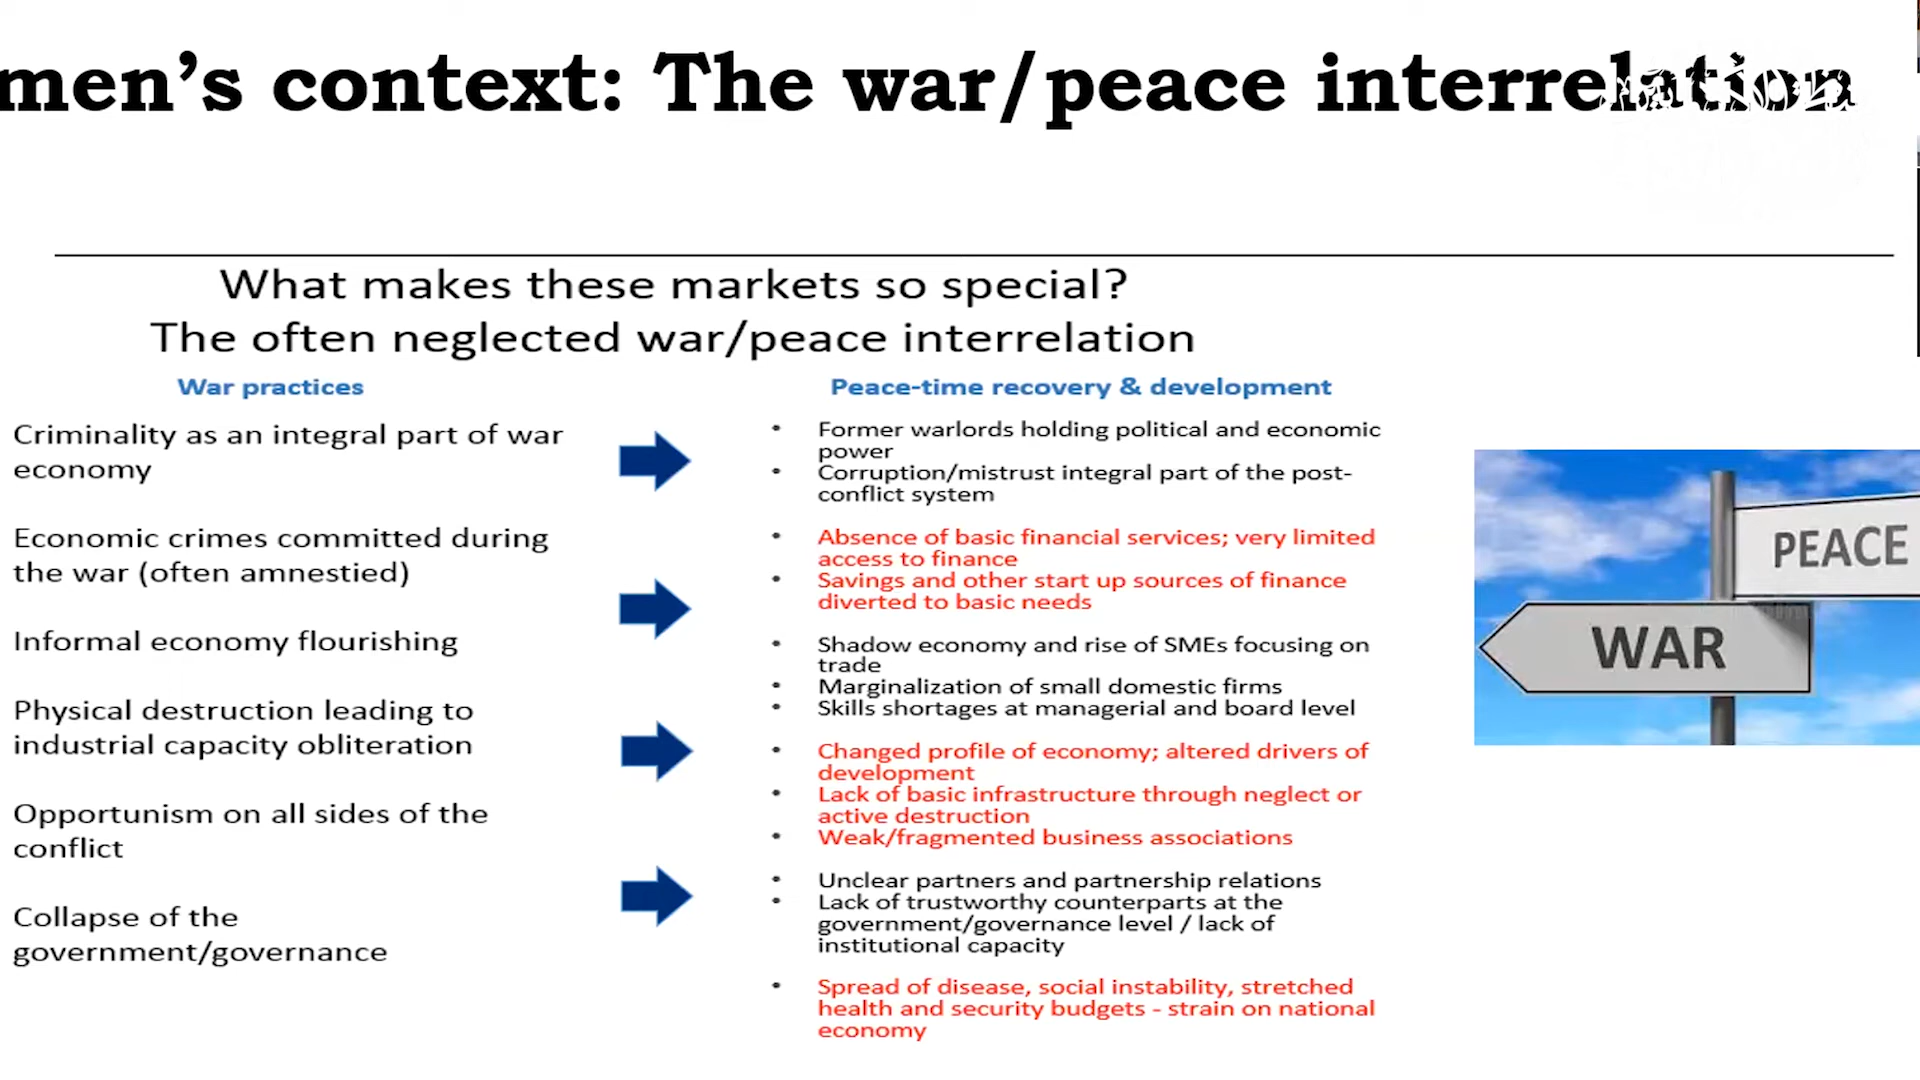 men's context: The war/peace interrelation
What makes these markets so special?
The often neglected war/peace interrelation
War practices
Criminality as an integral part of war
economy
Economic crimes committed during
the war (often amnestied)
Informal economy flourishing
Physical destruction leading to
industrial capacity obliteration
Opportunism on all sides of the
conflict
Collapse of the
government/governance
Peace-time recovery & development
• Former warlords holding political and economic
power
• Corruption/mistrust integral part of the post-
conflict system
• Absence of basic financial services; very limited
access to finance
• Savings and other start up sources of finance
diverted to basic needs
• Shadow economy and rise of SMEs focusing on
trade
• Marginalization of small domestic firms
• Skills shortages at managerial and board level
• Changed profile of economy; altered drivers of
development
• Lack of basic infrastructure through neglect or
active destruction
• Weak/fragmented business associations
• Unclear partners and partnership relations
• Lack of trustworthy counterparts at the
government/governance level / lack of
institutional capacity
• Spread of disease, social instability, stretched
health and security budgets - strain on national
economy
PEACE
WAR